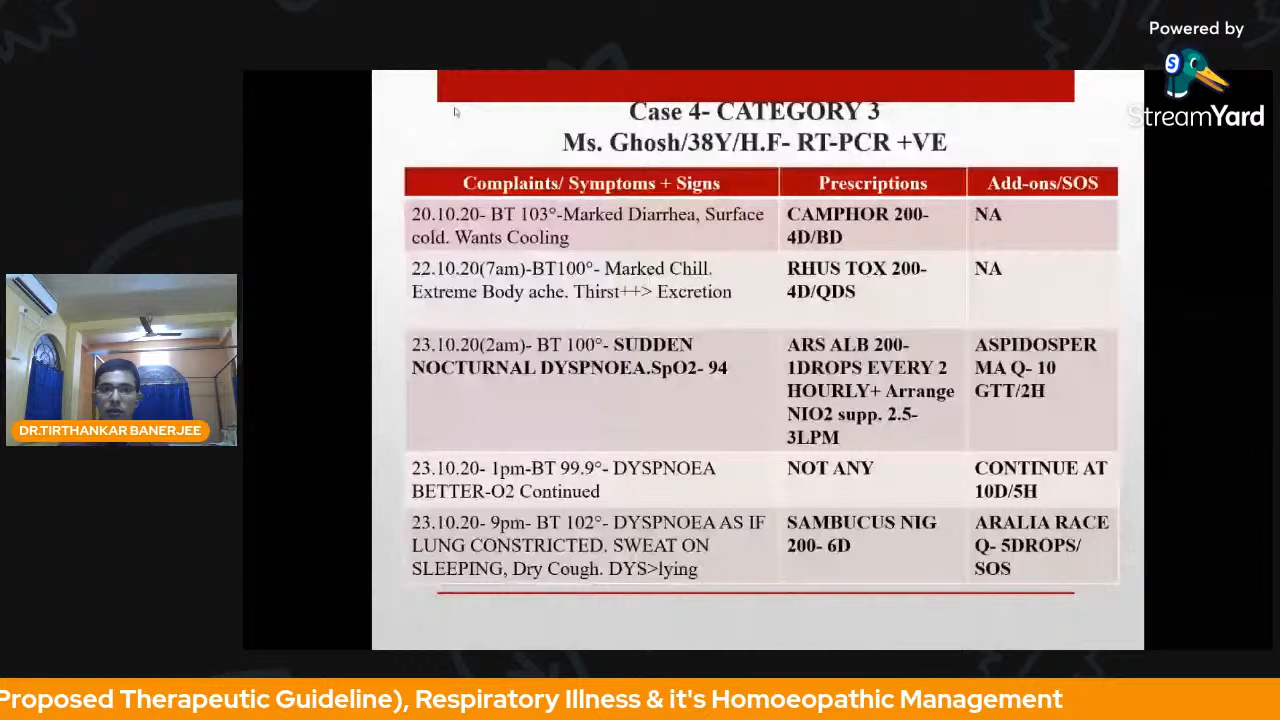 Powered by
StreamYard
Case 4- CATEGORY 3
Ms. Ghosh/38Y/H.F- RT-PCR +VE
Complaints/ Symptoms + Signs
Prescriptions
Add-ons/SOS
20.10.20- BT 103°-Marked Diarrhea, Surface
cold. Wants Cooling
CAMPHOR 200-
4D/BD
NA
22.10.20(7am)-BT100°- Marked Chill.
Extreme Body ache. Thirst++> Excretion
RHUS TOX 200-
4D/QDS
NA
23.10.20(2am)- BT 100°- SUDDEN
NOCTURNAL DYSPNOEA.SpO2- 94
ARS ALB 200-
1DROPS EVERY 2
HOURLY+ Arrange
NIO2 supp. 2.5-
3LPM
ASPIDOSPER
MA Q- 10
GTT/2H
23.10.20- 1pm-BT 99.9°- DYSPNOEA
BETTER-O2 Continued
NOT ANY
CONTINUE AT
10D/5H
23.10.20- 9pm- BT 102°- DYSPNOEA AS IF
LUNG CONSTRICTED. SWEAT ON
SLEEPING, Dry Cough. DYS>lying
SAMBUCUS NIG
200- 6D
ARALIA RACE
Q- 5DROPS/
SOS
DR.TIRTHANKAR BANERJEE
Proposed Therapeutic Guideline), Respiratory Illness & it's Homoeopathic Management